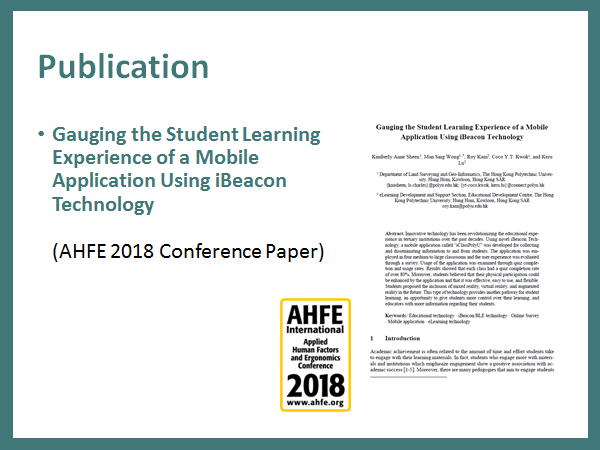 Publication
• Gauging the Student Learning
Experience of a Mobile
Application Using iBeacon
Technology
(AHFE 2018 Conference Paper)
AHFE
International
Applied
Human Factors
and Ergonomics
Conference
2018
www.ahfe.org
Gauging the Student Learning Experience of a Mobile
Application Using iBeacon Technology
Kimberly Anne Sheen1, Man Sing Wong1, *, Roy Kam2, Coco Y.T. Kwok1, and Keru
Lu1
1 Department of Land Surveying and Geo-Informatics, The Hong Kong Polytechnic Univer-
sity, Hung Hom, Kowloon, Hong Kong SAR
2 eLearning Development and Support Section, Educational Development Centre, The Hong
Kong Polytechnic University, Hung Hom, Kowloon, Hong Kong SAR
Abstract. Innovative technology has been revolutionizing the educational expe-
rience in tertiary institutions over the past decades. Using novel iBeacon Tech-
nology, a mobile application called "iClassPolyU" was developed for collecting
and disseminating information to and from students. The application was em-
ployed in four medium to large classrooms and the user experience was evaluated
through a survey. Usage of the application was examined through quiz comple-
tion and usage rates. Results showed that each had a quiz completion rate
of over 80%. Moreover, students believed that their physical participation could
be enhanced by the application and that it was effective, easy to use, and flexible.
Students proposed the inclusion of mixed reality, virtual reality, and augmented
reality in the future. This type of technology provides another pathway for student
learning, an opportunity to give students more control over their learning, and
educators with more information regarding their students.
Keywords: Educational technology · iBeacon/BLE technology · Online Survey
· Mobile application · eLearning technology
1 Introduction
Academic achievement is often related to the amount of time and effort students take
to engage with their learning materials. In fact, students who engage more with materi-
als and institutions which emphasize engagement show a positive association with ac-
ademic success [1-5]. Moreover, there are many pedagogies that aim to engage students